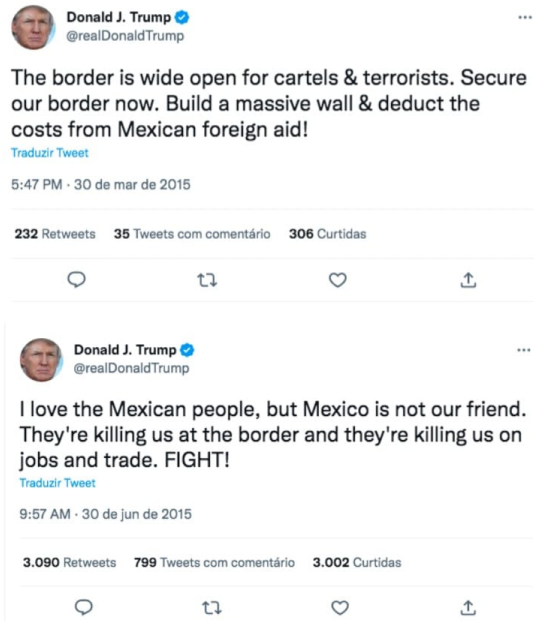 Donald J. Trump
@realDonaldTrump
The border is wide open for cartels & terrorists. Secure
our border now. Build a massive wall & deduct the
costs from Mexican foreign aid!
Traduzir Tweet
5:47 PM · 30 de mar de 2015
232 Retweets 35 Tweets com comentário 306 Curtidas
Donald J. Trump
@realDonaldTrump
I love the Mexican people, but Mexico is not our friend.
They're killing us at the border and they're killing us on
jobs and trade. FIGHT!
Traduzir Tweet
9:57 AM · 30 de jun de 2015
3.090 Retweets 799 Tweets com comentário 3.002 Curtidas